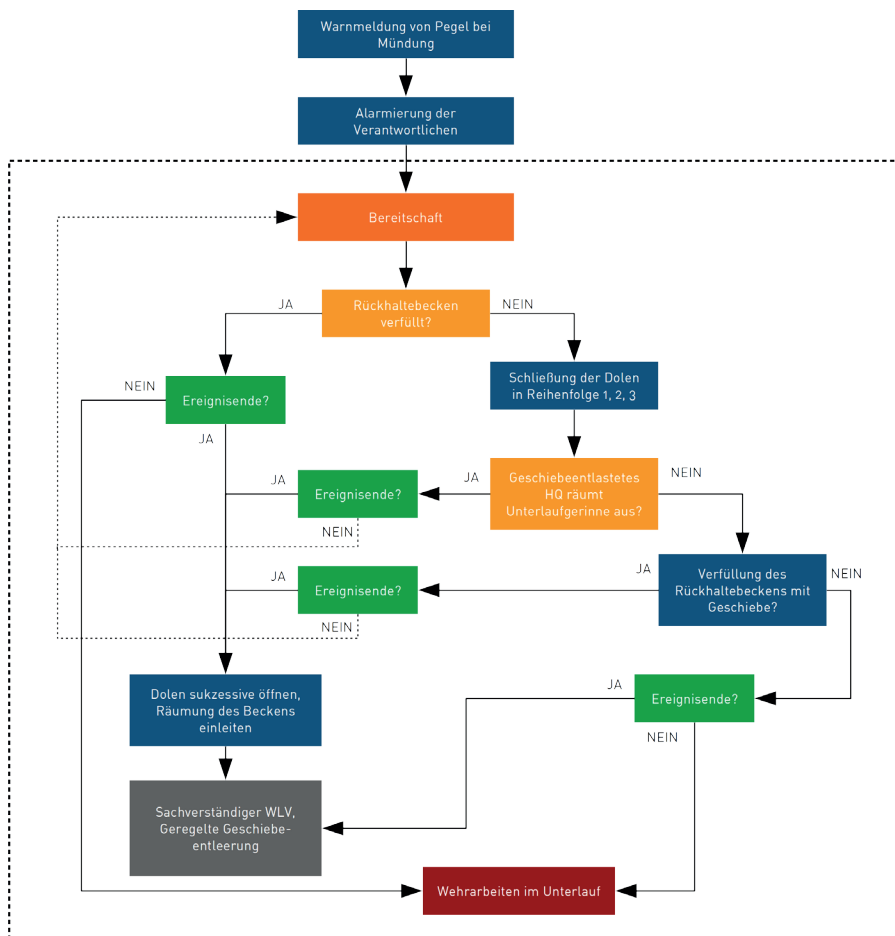 Warnmeldung von Pegel bei
Mündung
Alarmierung der
Verantwortlichen
Bereitschaft
JA
Rückhaltebecken
verfüllt?
NEIN
NEIN
Ereignisende?
JA
Schließung der Dolen
in Reihenfolge 1, 2, 3
JA
Ereignisende?
NEIN
JA
Geschiebeentlastetes
HQ räumt
Unterlaufgerinne aus?
NEIN
JA
Ereignisende?
NEIN
JA
Verfüllung des
Rückhaltebeckens mit
Geschiebe?
NEIN
Dolen sukzessive öffnen,
Räumung des Beckens
einleiten
JA
Ereignisende?
NEIN
Sachverständiger WLV,
Geregelte Geschiebe-
entleerung
Wehrarbeiten im Unterlauf